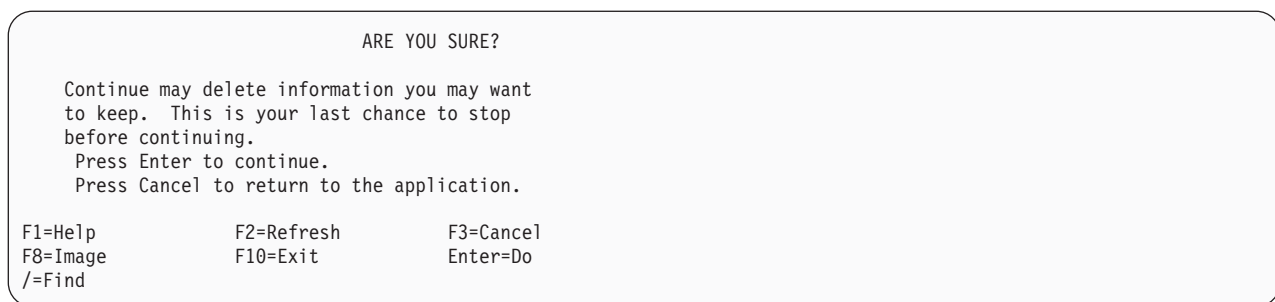 ARE YOU SURE?
Continue may delete information you may want
to keep.  This is your last chance to stop
before continuing.
Press Enter to continue.
Press Cancel to return to the application.
F1=Help F2=Refresh F3=Cancel
F8=Image F10=Exit Enter=Do
/=Find